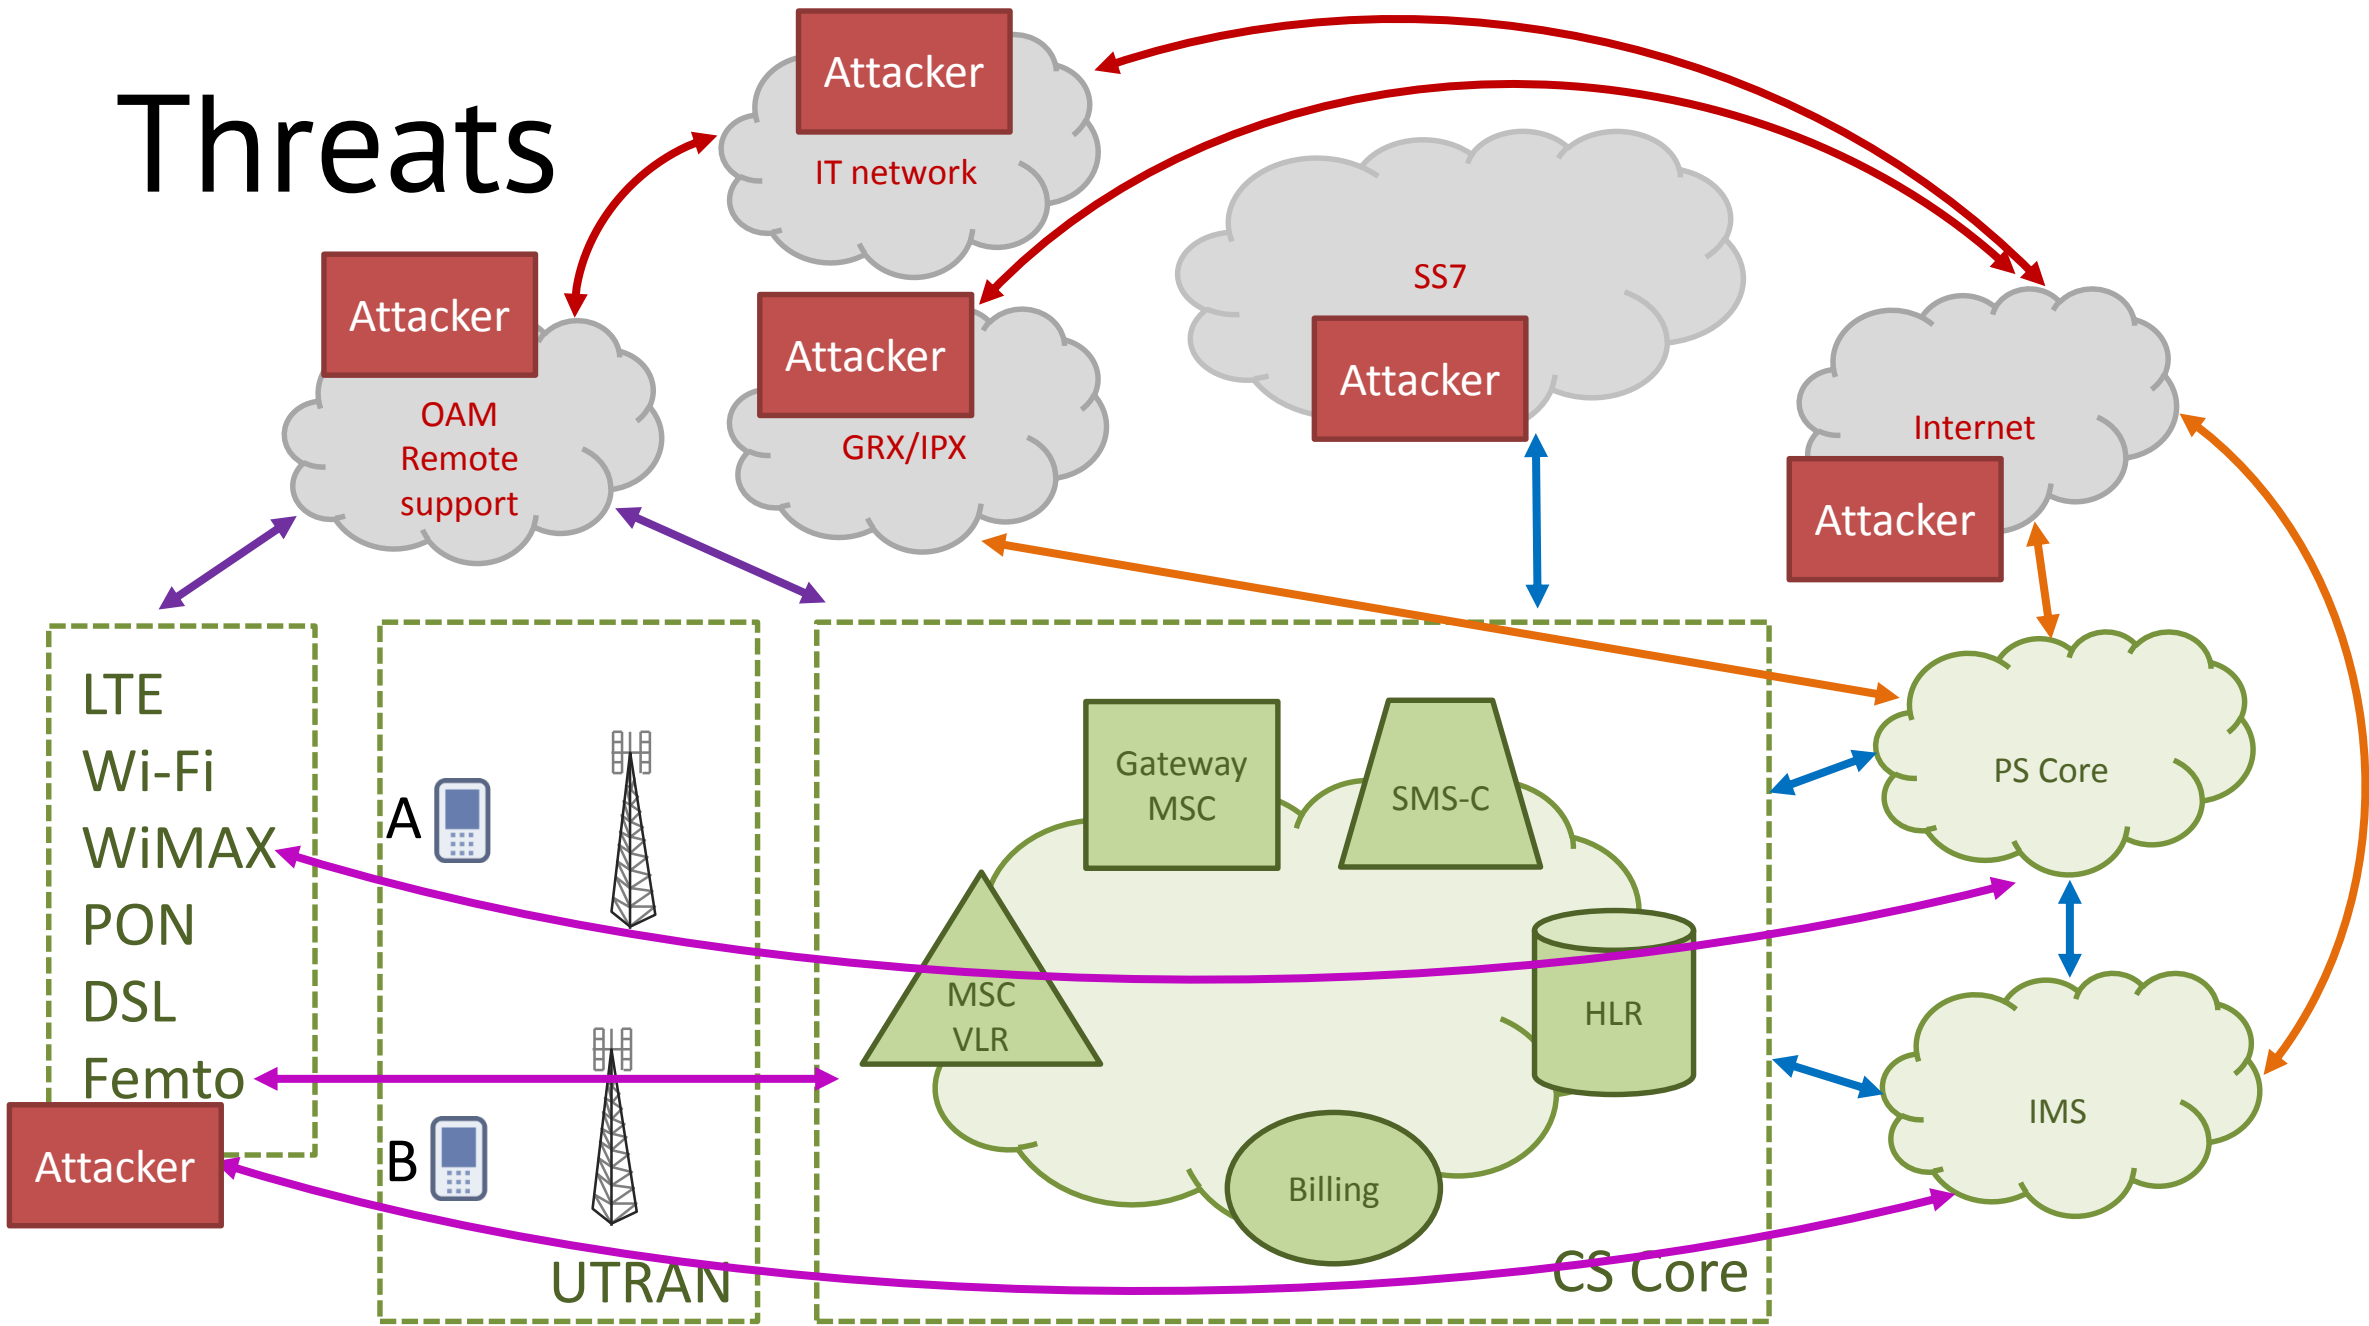 Threats
Attacker
IT network
Attacker
OAM
Remote
support
Attacker
GRX/IPX
SS7
Attacker
Internet
Attacker
LTE
Wi-Fi
WiMAX
PON
DSL
Femto
Attacker
A
B
UTRAN
Gateway
MSC
SMS-C
MSC
VLR
HLR
Billing
CS Core
PS Core
IMS